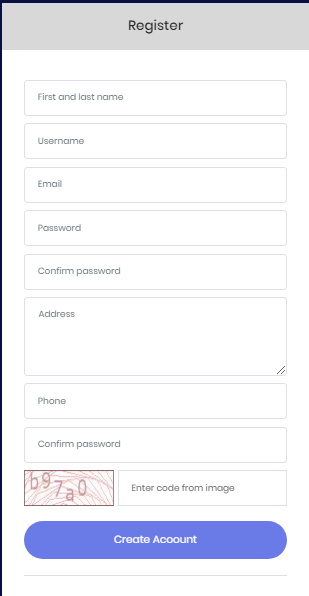 Register
First and last name
Username
Email
Password
Confirm password
Address
Phone
Confirm password
b97a0 Enter code from image
Create Acoount